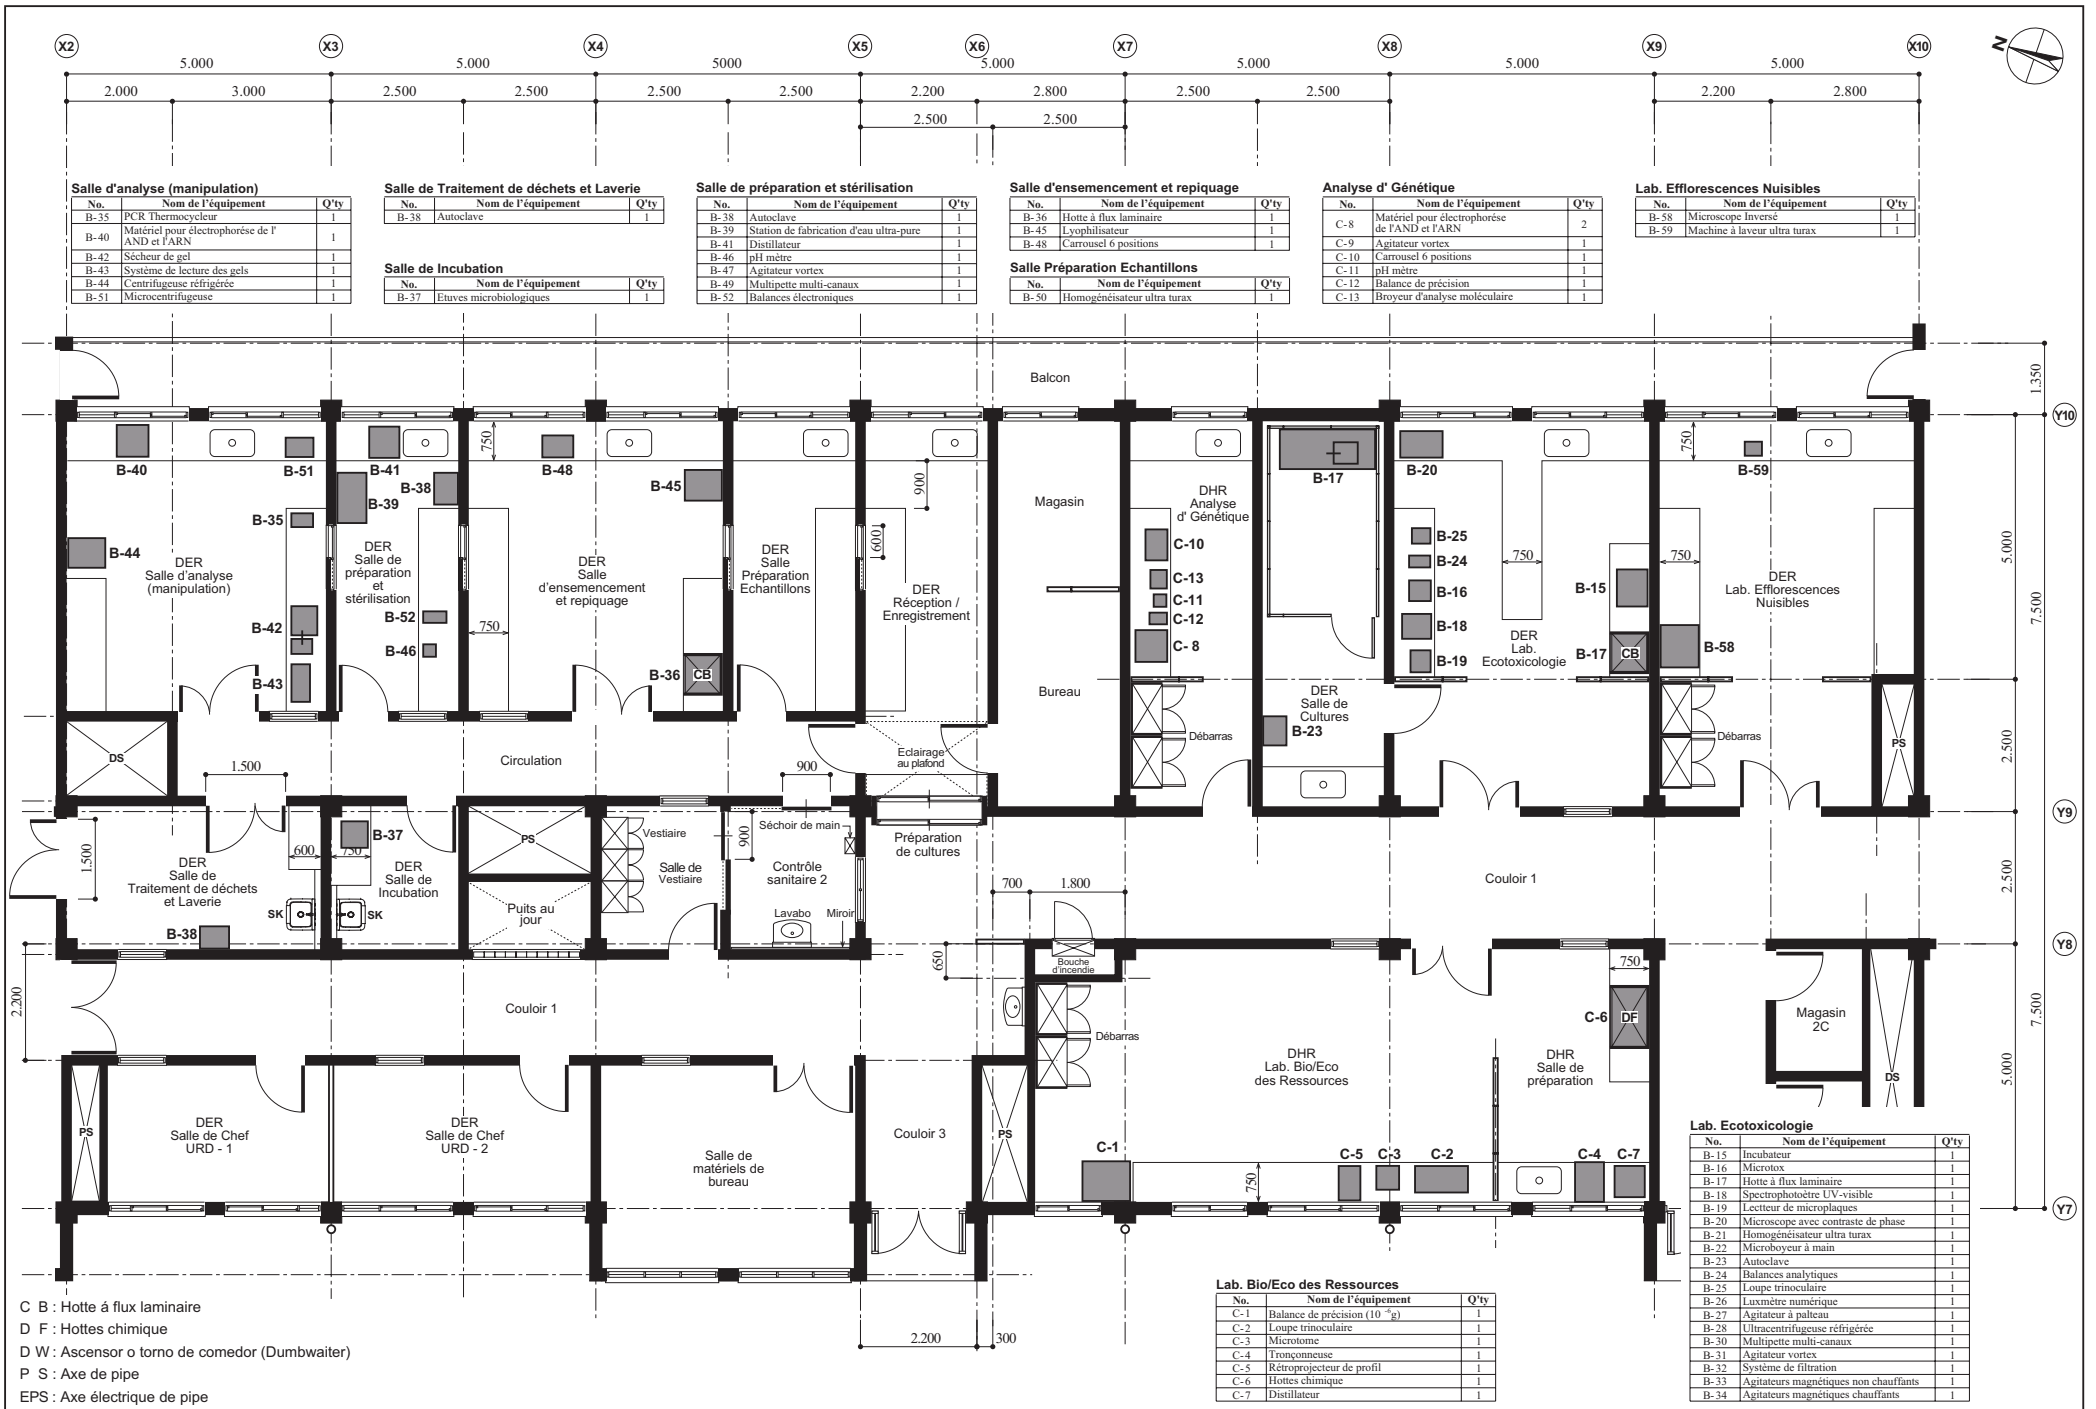 X2 X3 X4 X5 X6 X7 X8 X9 X10
N
5.000 5.000 5000 5.000 5.000 5.000 5.000
2.000 3.000 2.500 2.500 2.500 2.500 2.200 2.800 2.500 2.500 2.200 2.800
2.500 2.500
Salle d'analyse (manipulation)
No. Nom de l'équipement Q'ty
B-35 PCR Thermocycleur 1
B-40 Matériel pour électrophorése de l'
AND et l'ARN 1
B-42 Sécheur de gel 1
B-43 Système de lecture des gels 1
B-44 Centrifugeuse réfrigérée 1
B-51 Microcentrifugeuse 1
Salle de Traitement de déchets et Laverie
No. Nom de l'équipement Q'ty
B-38 Autoclave 1
Salle de Incubation
No. Nom de l'équipement Q'ty
B-37 Etuves microbiologiques 1
Salle de préparation et stérilisation
No. Nom de l'équipement Q'ty
B-38 Autoclave 1
B-39 Station de fabrication d'eau ultra-pure 1
B-41 Distillateur 1
B-46 pH mètre 1
B-47 Agitateur vortex 1
B-49 Multipette multi-canaux 1
B-52 Balances électroniques 1
Salle d'ensemencement et repiquage
No. Nom de l'équipement Q'ty
B-36 Hotte à flux laminaire 1
B-45 Lyophilisateur 1
B-48 Carrousel 6 positions 1
Salle Préparation Echantillons
No. Nom de l'équipement Q'ty
B-50 Homogénéisateur ultra turax 1
Analyse d' Génétique
No. Nom de l'équipement Q'ty
C-8 Matériel pour électrophorése
de l'AND et l'ARN 2
C-9 Agitateur vortex 1
C-10 Carrousel 6 positions 1
C-11 pH mètre 1
C-12 Balance de précision 1
C-13 Broyeur d'analyse moléculaire 1
Lab. Efflorescences Nuisibles
No. Nom de l'équipement Q'ty
B-58 Microscope Inversé 1
B-59 Machine à laveur ultra turax 1
Balcon
1.350
Y10
B-40
B-51
B-35
B-44
DER
Salle d'analyse
(manipulation)
B-42
B-43
B-41
B-38
B-39
DER
Salle de
préparation
et
stérilisation
B-52
B-46
750
B-48
B-45
DER
Salle
d'ensemencement
et repiquage
750
B-36
CB
DER
Salle
Préparation
Echantillons
900
600
DER
Réception /
Enregistrement
Magasin
Bureau
DHR
Analyse
d' Génétique
C-10
C-13
C-11
C-12
C- 8
Débarras
B-17
DER
Salle de
Cultures
B-23
B-20
B-25
B-24
B-16
B-18
B-19
750
B-15
DER
Lab.
Ecotoxicologie
B-17
CB
750
B-59
750
DER
Lab. Efflorescences
Nuisibles
B-58
Débarras
PS
5.000
7.500
2.500
DS
Circulation
1.500
900
Eclairage
au plafond
Y9
1.500
DER
Salle de
Traitement de déchets
et Laverie
600
SK
B-38
B-37
750
DER
Salle de
Incubation
SK
PS
Puits au
jour
Vestiaire
Salle de
Vestiaire
900
Séchoir de main
Contrôle
sanitaire 2
Lavabo
Miroir
Préparation
de cultures
700
1.800
Couloir 1
2.500
Y8
650
Bouche
d'incendie
2.200
Couloir 1
Débarras
DHR
Lab. Bio/Eco
des Ressources
750
C-6
DF
DHR
Salle de
préparation
Magasin
2C
DS
7.500
5.000
PS
DER
Salle de Chef
URD - 1
DER
Salle de Chef
URD - 2
Salle de
matériels de
bureau
Couloir 3
PS
C-1
750
C-5
C-3
C-2
C-4
C-7
Y7
Lab. Ecotoxicologie
No. Nom de l'équipement Q'ty
B-15 Incubateur 1
B-16 Microtox 1
B-17 Hotte à flux laminaire 1
B-18 Spectrophotoètre UV-visible 1
B-19 Lectteur de microplaques 1
B-20 Microscope avec contraste de phase 1
B-21 Homogénéisateur ultra turax 1
B-22 Microboyeur à main 1
B-23 Autoclave 1
B-24 Balances analytiques 1
B-25 Loupe trinoculaire 1
B-26 Luxmètre numérique 1
B-27 Agitateur à palteau 1
B-28 Ultracentrifugeuse réfrigérée 1
B-30 Multipette multi-canaux 1
B-31 Agitateur vortex 1
B-32 Système de filtration 1
B-33 Agitateurs magnétiques non chauffants 1
B-34 Agitateurs magnétiques chauffants 1
Lab. Bio/Eco des Ressources
No. Nom de l'équipement Q'ty
C-1 Balance de précision (10 -6g) 1
C-2 Loupe trinoculaire 1
C-3 Microtome 1
C-4 Tronçonneuse 1
C-5 Rétroprojecteur de profil 1
C-6 Hottes chimique 1
C-7 Distillateur 1
2.200 300
C B : Hotte á flux laminaire
D F : Hottes chimique
D W : Ascensor o torno de comedor (Dumbwaiter)
P S : Axe de pipe
EPS : Axe électrique de pipe